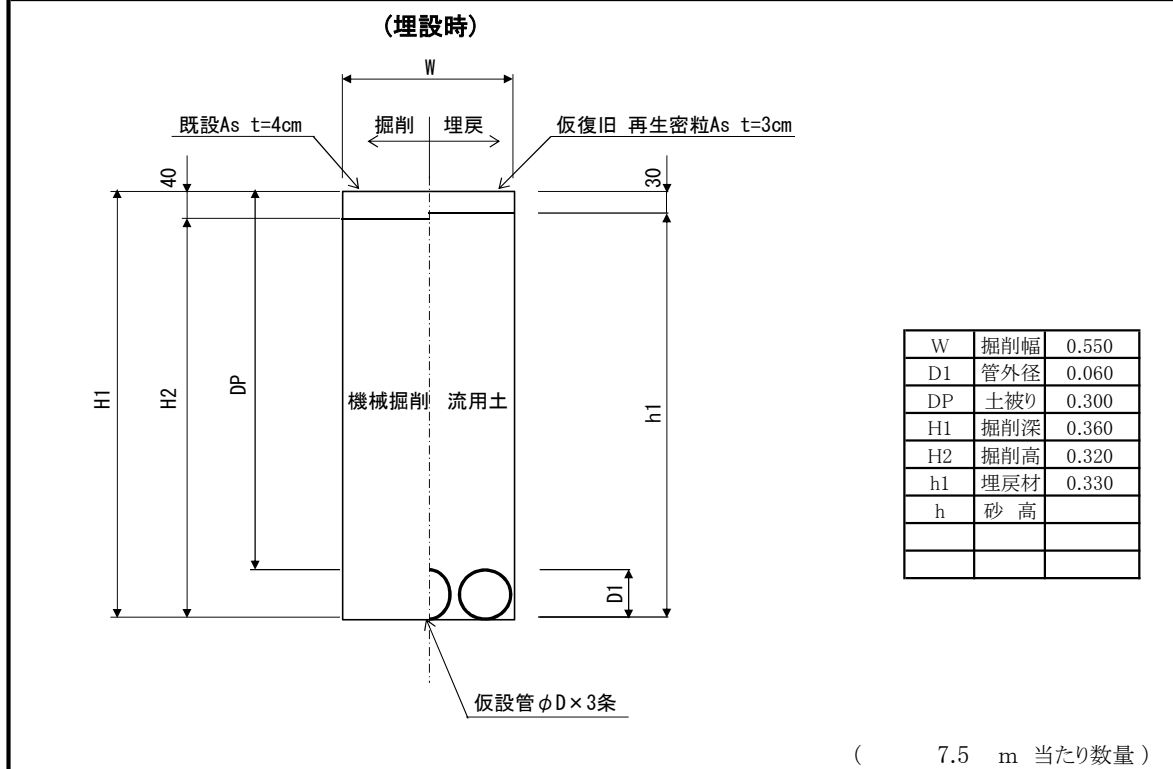 (埋設時)
W
既設As t=4cm
掘削 埋戻
仮復旧 再生密粒As t=3cm
40
30
H1
H2
DP
機械掘削 流用土
h1
D1
仮設管φD×3条
W 掘削幅 0.550
D1 管外径 0.060
DP 土被り 0.300
H1 掘削深 0.360
H2 掘削高 0.320
h1 埋戻材 0.330
h 砂 高
( 7.5 m 当たり数量 )